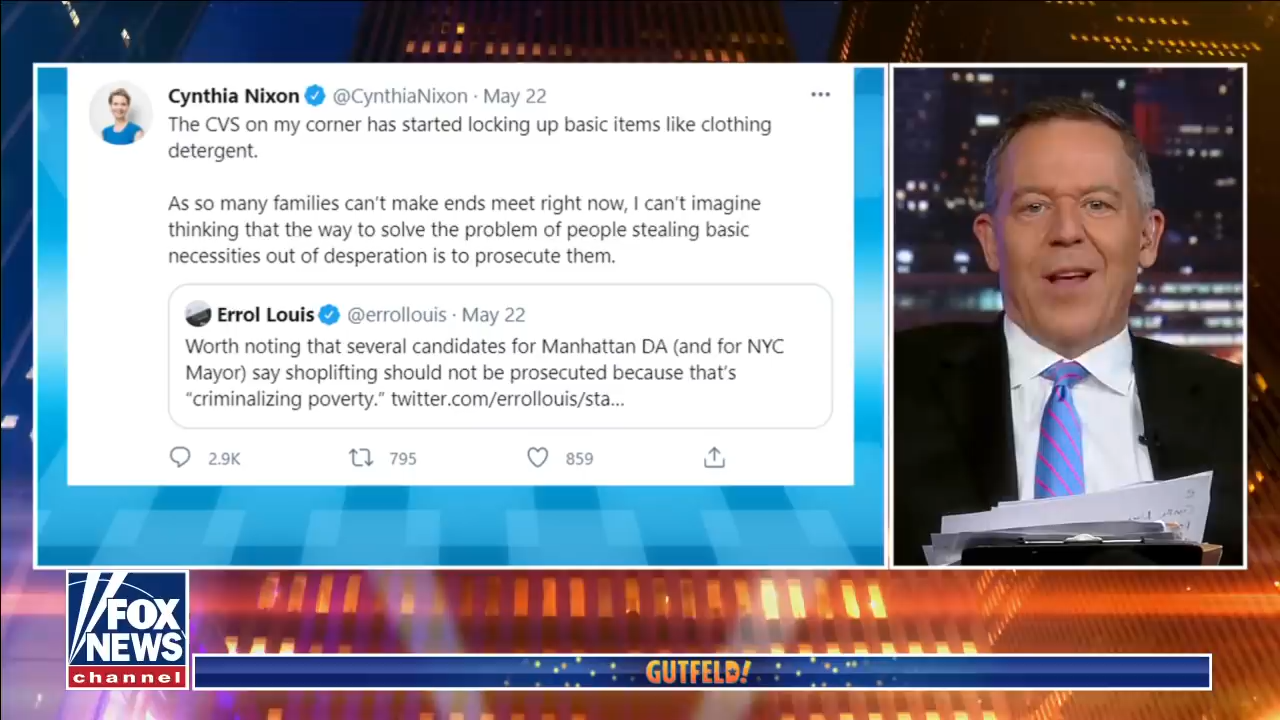 Cynthia Nixon @CynthiaNixon · May 22
The CVS on my corner has started locking up basic items like clothing
detergent.
As so many families can't make ends meet right now, I can't imagine
thinking that the way to solve the problem of people stealing basic
necessities out of desperation is to prosecute them.
Errol Louis @errollouis · May 22
Worth noting that several candidates for Manhattan DA (and for NYC
Mayor) say shoplifting should not be prosecuted because that's
“criminalizing poverty.” twitter.com/errollouis/sta...
2.9K 795 859
FOX
NEWS
channel
GUTFELD!